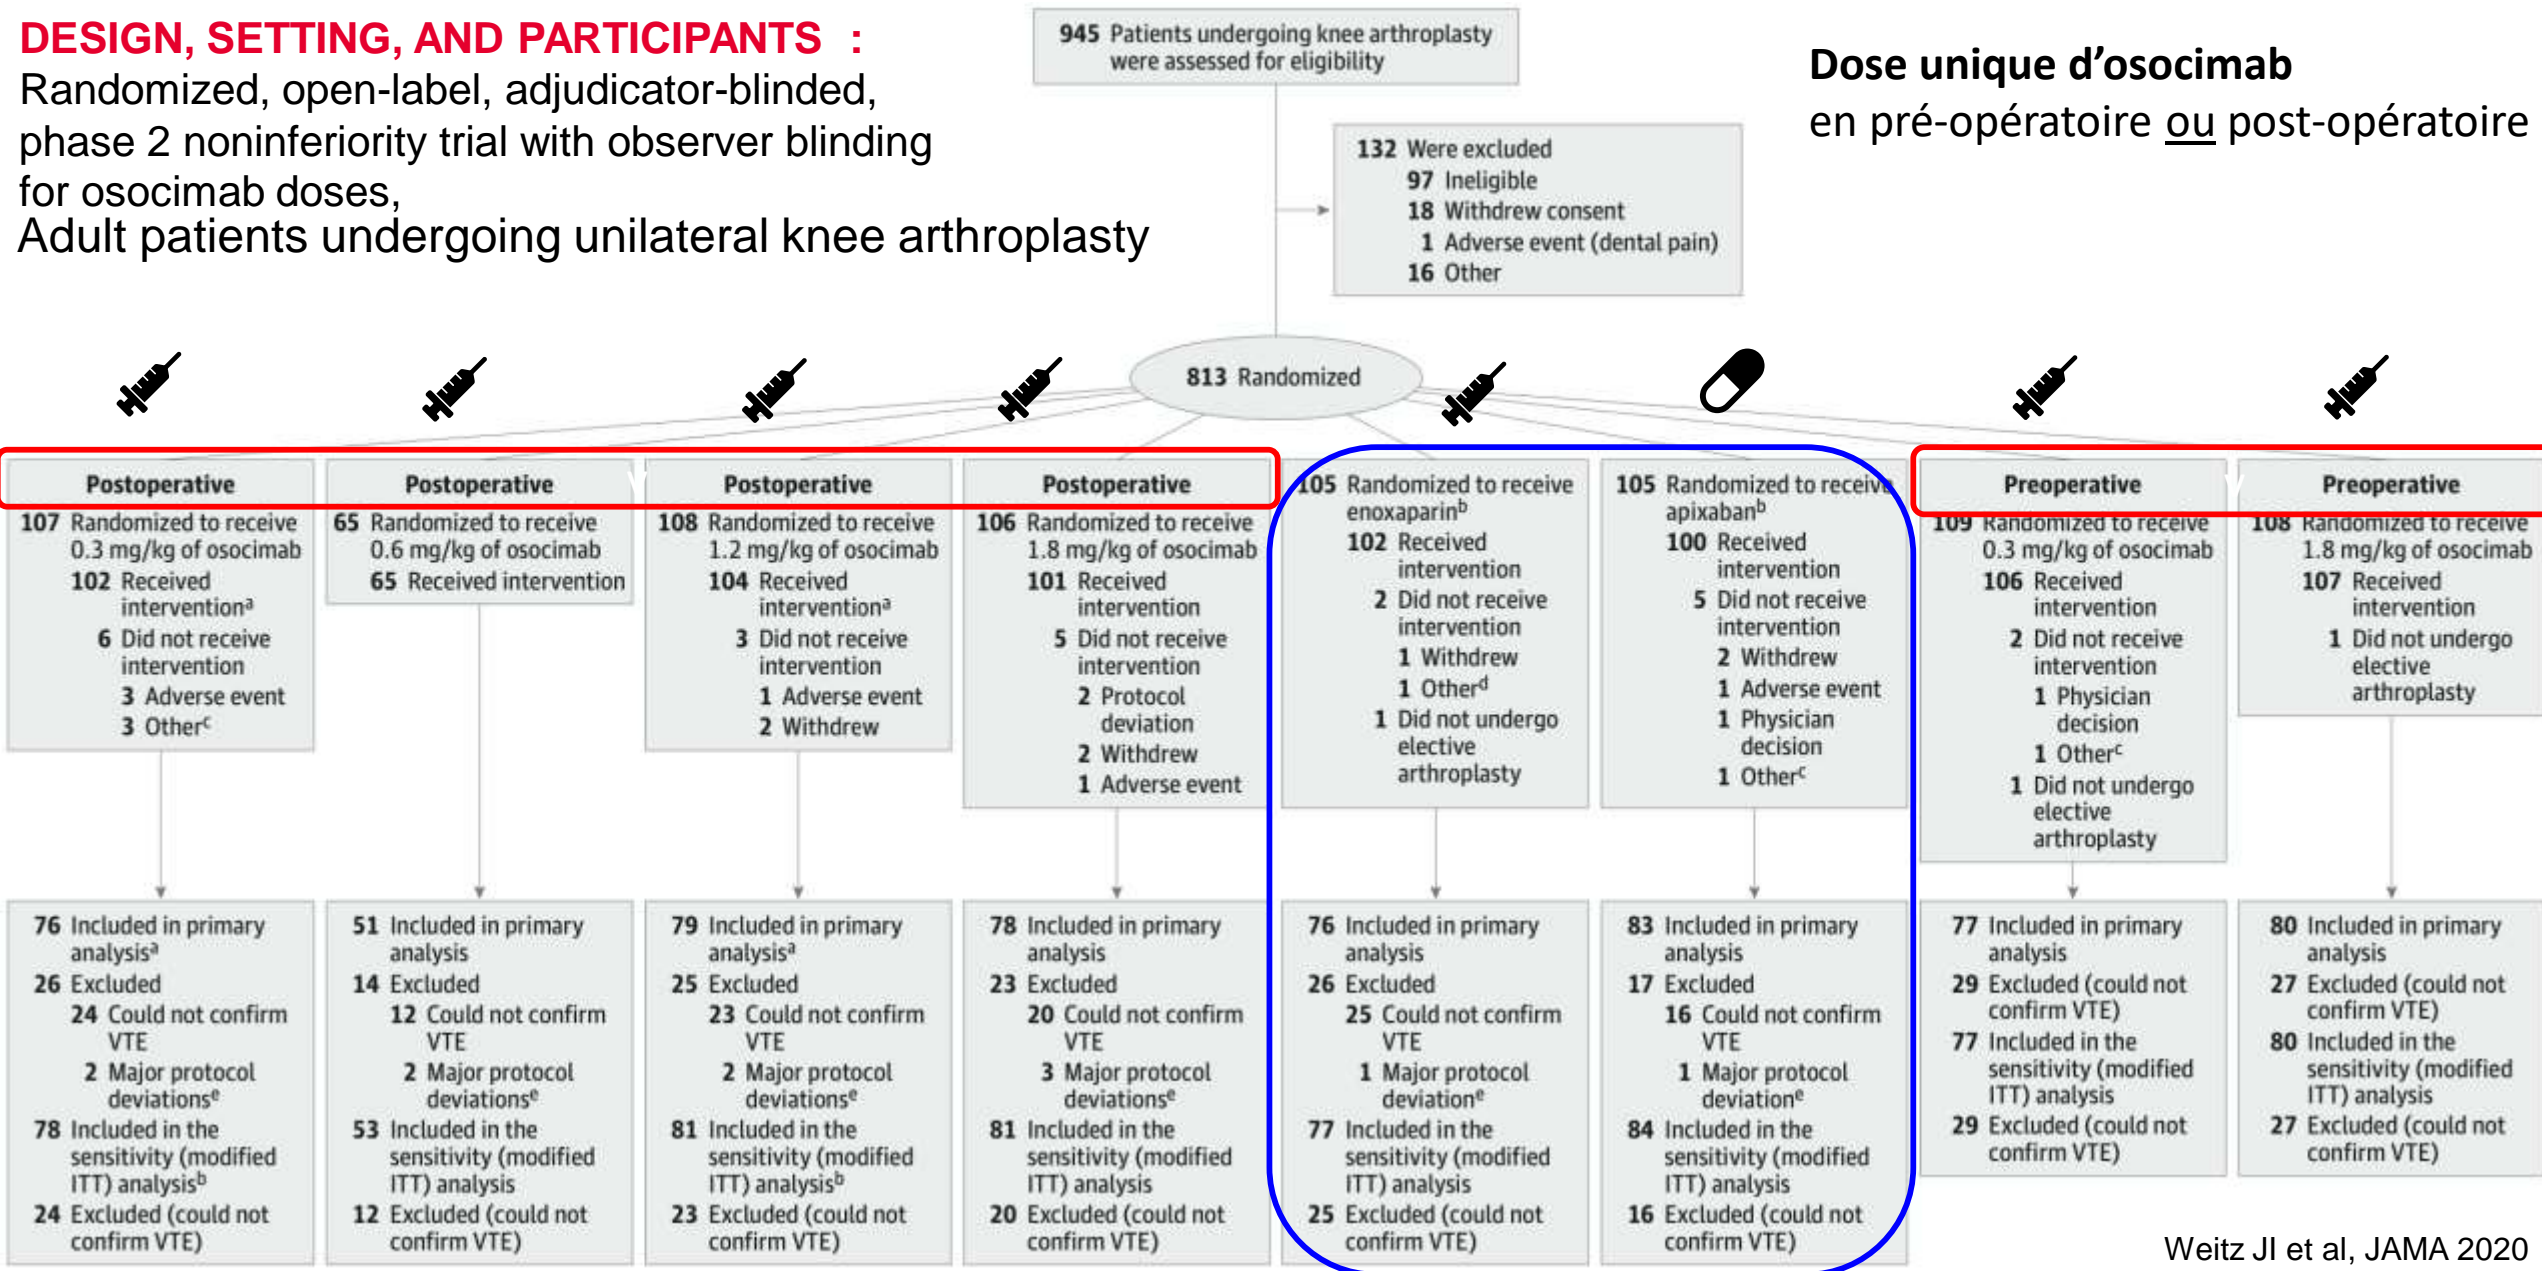 DESIGN, SETTING, AND PARTICIPANTS :
Randomized, open-label, adjudicator-blinded,
phase 2 noninferiority trial with observer blinding
for osocimab doses,
Adult patients undergoing unilateral knee arthroplasty
945 Patients undergoing knee arthroplasty
were assessed for eligibility
Dose unique d'osocimab
en pré-opératoire ou post-opératoire
132 Were excluded
97 Ineligible
18 Withdrew consent
1 Adverse event (dental pain)
16 Other
813 Randomized
Postoperative
107 Randomized to receive
0.3 mg/kg of osocimab
102 Received
interventionᵃ
6 Did not receive
intervention
3 Adverse event
3 Otherᶜ
Postoperative
65 Randomized to receive
0.6 mg/kg of osocimab
65 Received intervention
Postoperative
108 Randomized to receive
1.2 mg/kg of osocimab
104 Received
interventionᵃ
3 Did not receive
intervention
1 Adverse event
2 Withdrew
Postoperative
106 Randomized to receive
1.8 mg/kg of osocimab
101 Received
intervention
5 Did not receive
intervention
2 Protocol
deviation
2 Withdrew
1 Adverse event
105 Randomized to receive
enoxaparinᵇ
102 Received
intervention
2 Did not receive
intervention
1 Withdrew
1 Otherᵈ
1 Did not undergo
elective
arthroplasty
105 Randomized to receive
apixabanᵇ
100 Received
intervention
5 Did not receive
intervention
2 Withdrew
1 Adverse event
1 Physician
decision
1 Otherᶜ
Preoperative
109 Randomized to receive
0.3 mg/kg of osocimab
106 Received
intervention
2 Did not receive
intervention
1 Physician
decision
1 Otherᶜ
1 Did not undergo
elective
arthroplasty
Preoperative
108 Randomized to receive
1.8 mg/kg of osocimab
107 Received
intervention
1 Did not undergo
elective
arthroplasty
76 Included in primary
analysisᵃ
26 Excluded
24 Could not confirm
VTE
2 Major protocol
deviationsᵉ
78 Included in the
sensitivity (modified
ITT) analysisᵇ
24 Excluded (could not
confirm VTE)
51 Included in primary
analysis
14 Excluded
12 Could not confirm
VTE
2 Major protocol
deviationsᵉ
53 Included in the
sensitivity (modified
ITT) analysis
12 Excluded (could not
confirm VTE)
79 Included in primary
analysisᵃ
25 Excluded
23 Could not confirm
VTE
2 Major protocol
deviationsᵉ
81 Included in the
sensitivity (modified
ITT) analysisᵇ
23 Excluded (could not
confirm VTE)
78 Included in primary
analysis
23 Excluded
20 Could not confirm
VTE
3 Major protocol
deviationsᵉ
81 Included in the
sensitivity (modified
ITT) analysis
20 Excluded (could not
confirm VTE)
76 Included in primary
analysis
26 Excluded
25 Could not confirm
VTE
1 Major protocol
deviationᵉ
77 Included in the
sensitivity (modified
ITT) analysis
25 Excluded (could not
confirm VTE)
83 Included in primary
analysis
17 Excluded
16 Could not confirm
VTE
1 Major protocol
deviationᵉ
84 Included in the
sensitivity (modified
ITT) analysis
16 Excluded (could not
confirm VTE)
77 Included in primary
analysis
29 Excluded (could not
confirm VTE)
77 Included in the
sensitivity (modified
ITT) analysis
29 Excluded (could not
confirm VTE)
80 Included in primary
analysis
27 Excluded (could not
confirm VTE)
80 Included in the
sensitivity (modified
ITT) analysis
27 Excluded (could not
confirm VTE)
Weitz JI et al, JAMA 2020